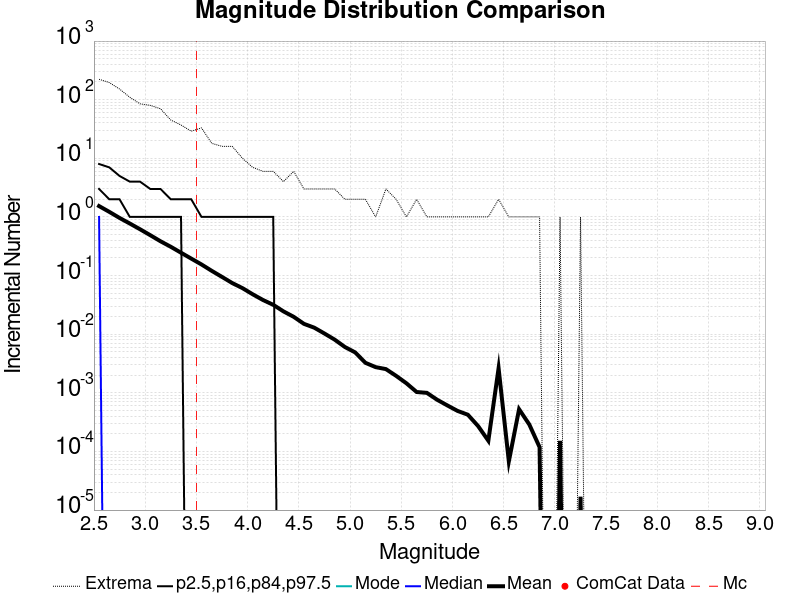 Magnitude Distribution Comparison
10^3
10^2
10^1
10^0
10^-1
10^-2
10^-3
10^-4
10^-5
Incremental Number
2.5 3.0 3.5 4.0 4.5 5.0 5.5 6.0 6.5 7.0 7.5 8.0 8.5 9.0
Magnitude
Extrema p2.5,p16,p84,p97.5 Mode Median Mean ComCat Data Mc